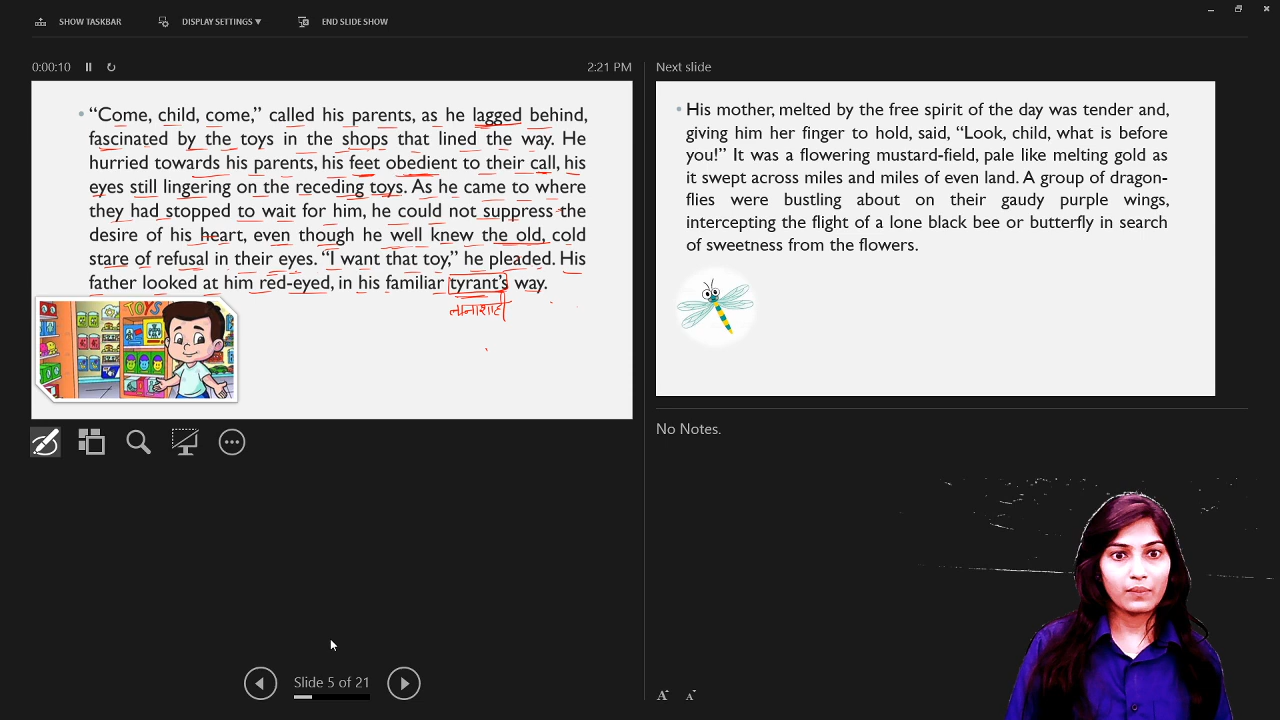 SHOW TASKBAR
DISPLAY SETTINGS ▼
END SLIDE SHOW
0:00:10
2:21 PM
• “Come, child, come,” called his parents, as he lagged behind,
fascinated by the toys in the shops that lined the way. He
hurried towards his parents, his feet obedient to their call, his
eyes still lingering on the receding toys. As he came to where
they had stopped to wait for him, he could not suppress the
desire of his heart, even though he well knew the old, cold
stare of refusal in their eyes. “I want that toy,” he pleaded. His
father looked at him red-eyed, in his familiar tyrant’s way.
तानाशाही
TOYS
Next slide
• His mother, melted by the free spirit of the day was tender and,
giving him her finger to hold, said, “Look, child, what is before
you!” It was a flowering mustard-field, pale like melting gold as
it swept across miles and miles of even land. A group of dragon-
flies were bustling about on their gaudy purple wings,
intercepting the flight of a lone black bee or butterfly in search
of sweetness from the flowers.
No Notes.
Slide 5 of 21
A A